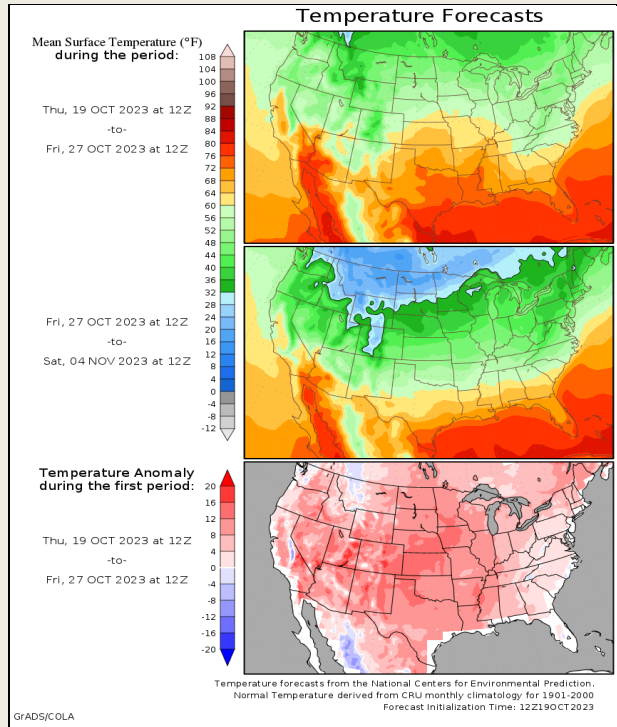 Temperature Forecasts
Mean Surface Temperature (°F)
during the period:
Thu, 19 OCT 2023 at 12Z
-to-
Fri, 27 OCT 2023 at 12Z
108
104
100
96
92
88
84
80
76
72
68
64
60
56
52
48
44
40
36
32
28
24
20
16
12
8
4
0
-4
-8
-12
Fri, 27 OCT 2023 at 12Z
-to-
Sat, 04 NOV 2023 at 12Z
Temperature Anomaly
during the first period:
Thu, 19 OCT 2023 at 12Z
-to-
Fri, 27 OCT 2023 at 12Z
20
16
12
8
4
0
-4
-8
-12
-16
-20
Temperature forecasts from the National Centers for Environmental Prediction.
Normal Temperature derived from CRU monthly climatology for 1901-2000
Forecast Initialization Time: 12Z19OCT2023
GrADS/COLA